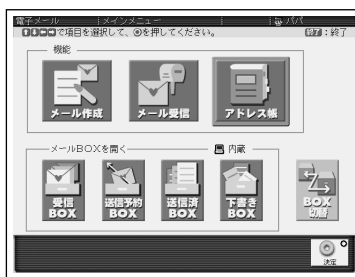 電子メール メインメニュー パパ
で項目を選択して、◎を押してください。 終了:終了
機能
メール作成 メール受信 アドレス帳
メールBOXを開く 内蔵
受信BOX 送信予約BOX 送信済BOX 下書きBOX BOX切替
決定